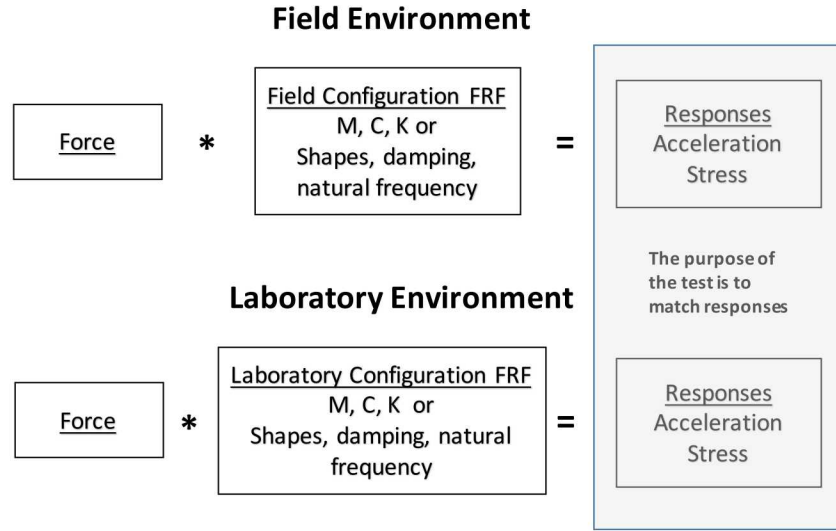 Field Environment
Force
*
Field Configuration FRF
M, C, K or
Shapes, damping,
natural frequency
=
Responses
Acceleration
Stress
The purpose of
the test is to
match responses
Laboratory Environment
Force
*
Laboratory Configuration FRF
M, C, K or
Shapes, damping, natural
frequency
=
Responses
Acceleration
Stress